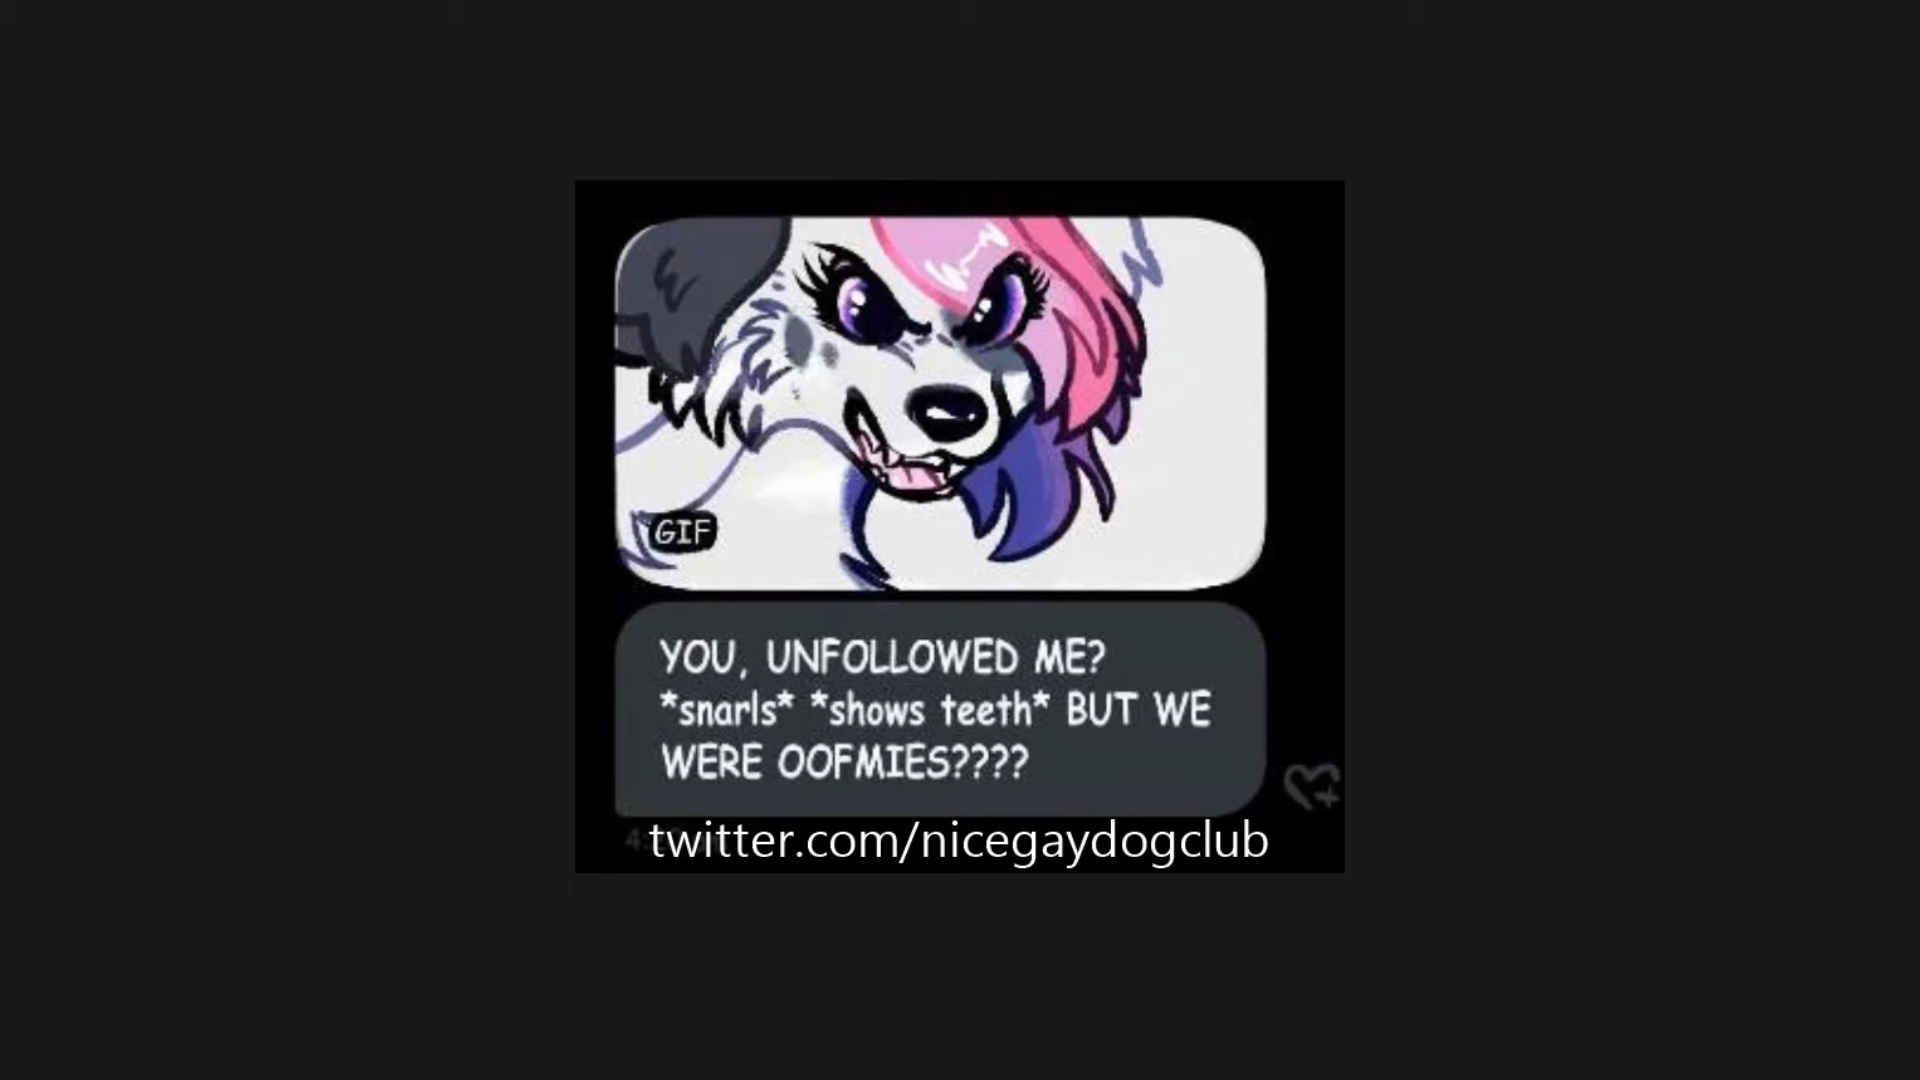 GIF
YOU, UNFOLLOWED ME?
*snarls* *shows teeth* BUT WE
WERE OOFMIES????
twitter.com/nicegaydogclub